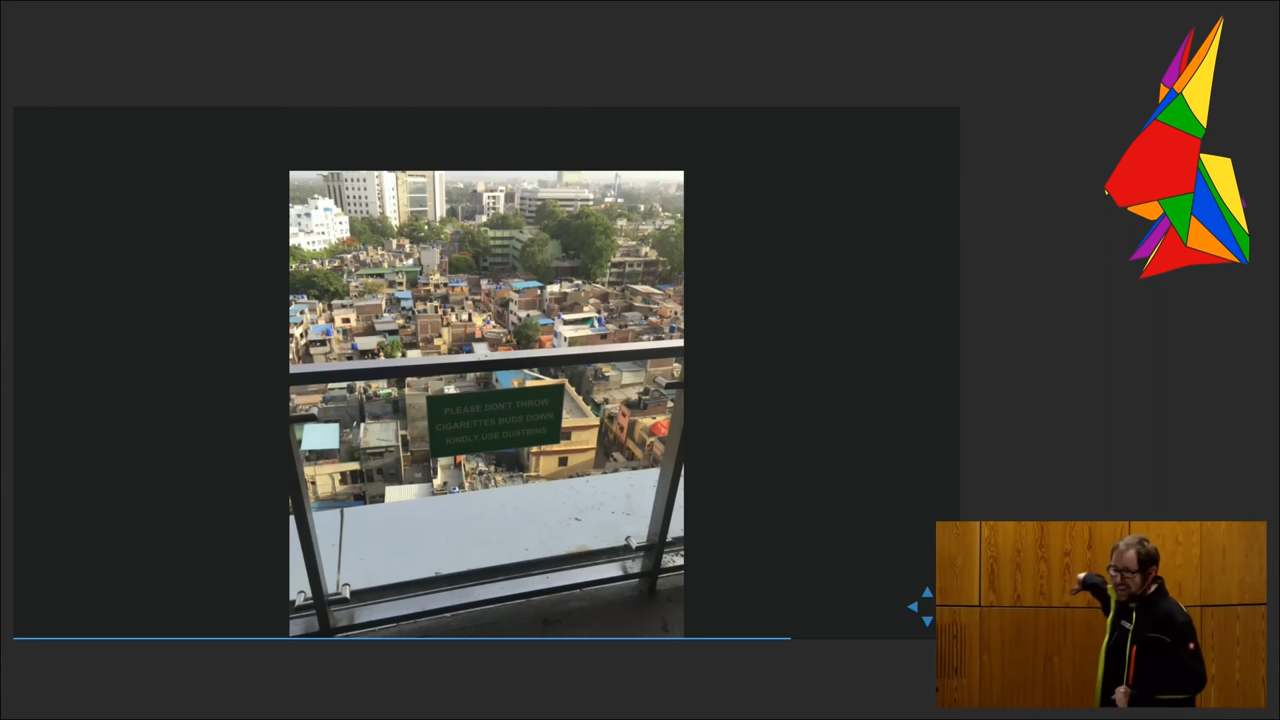 PLEASE DON'T THROW
CIGARETTES BUDS DOWN,
KINDLY USE DUSTBINS